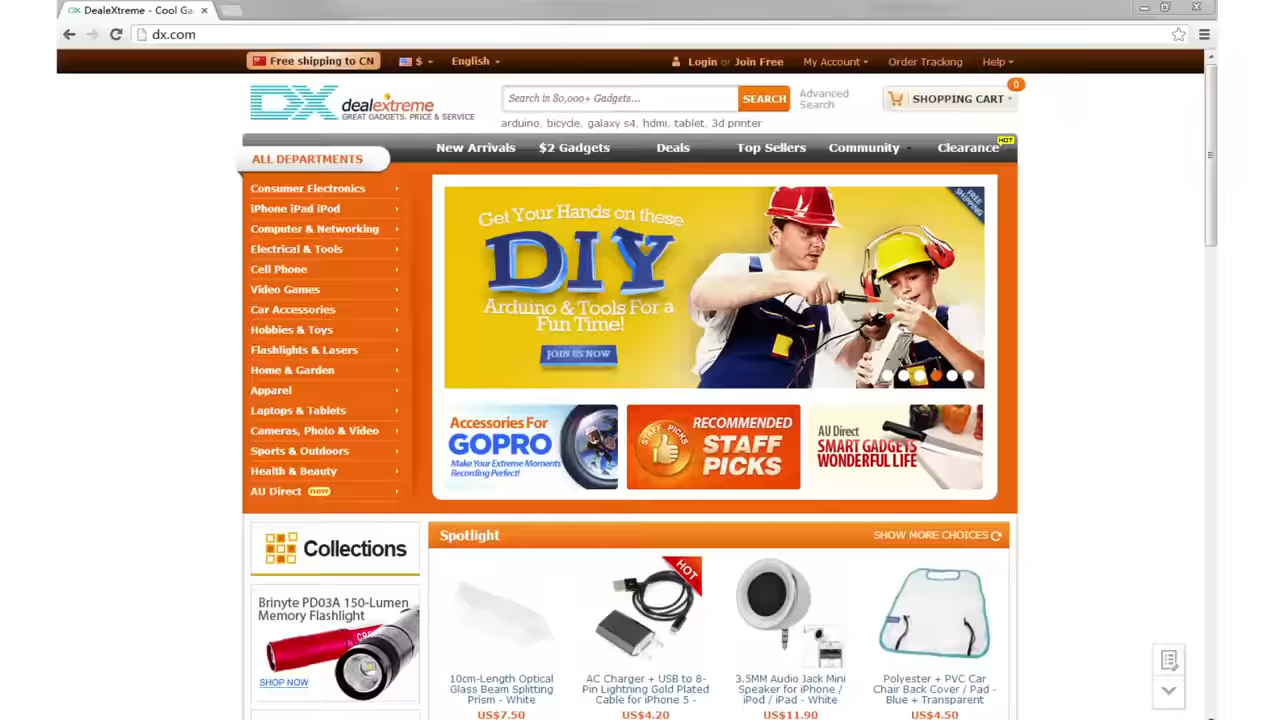 DX DealeXtreme - Cool Ga
dx.com
Free shipping to CN
$
English
Login or Join Free
My Account
Order Tracking
Help
DX dealextreme
GREAT GADGETS. PRICE & SERVICE
Search in 80,000+ Gadgets...
SEARCH
Advanced
Search
0
SHOPPING CART
arduino, bicycle, galaxy s4, hdmi, tablet, 3d printer
ALL DEPARTMENTS
New Arrivals
$2 Gadgets
Deals
Top Sellers
Community
Clearance
HOT
Consumer Electronics
iPhone iPad iPod
Computer & Networking
Electrical & Tools
Cell Phone
Video Games
Car Accessories
Hobbies & Toys
Flashlights & Lasers
Home & Garden
Apparel
Laptops & Tablets
Cameras, Photo & Video
Sports & Outdoors
Health & Beauty
AU Direct new
FREE
SHIPPING
Get Your Hands on these
DIY
Arduino & Tools For a
Fun Time!
JOIN US NOW
Accessories For
GOPRO
Make Your Extreme Moments
Recording Perfect!
STAFF PICKS
RECOMMENDED
STAFF
PICKS
AU Direct
SMART GADGETS
WONDERFUL LIFE
Collections
Brinyte PD03A 150-Lumen
Memory Flashlight
SHOP NOW
Spotlight
SHOW MORE CHOICES
HOT
10cm-Length Optical
Glass Beam Splitting
Prism - White
US$7.50
AC Charger + USB to 8-
Pin Lightning Gold Plated
Cable for iPhone 5 -
US$4.20
3.5MM Audio Jack Mini
Speaker for iPhone /
iPod / iPad - White
US$11.90
Polyester + PVC Car
Chair Back Cover / Pad -
Blue + Transparent
US$4.50